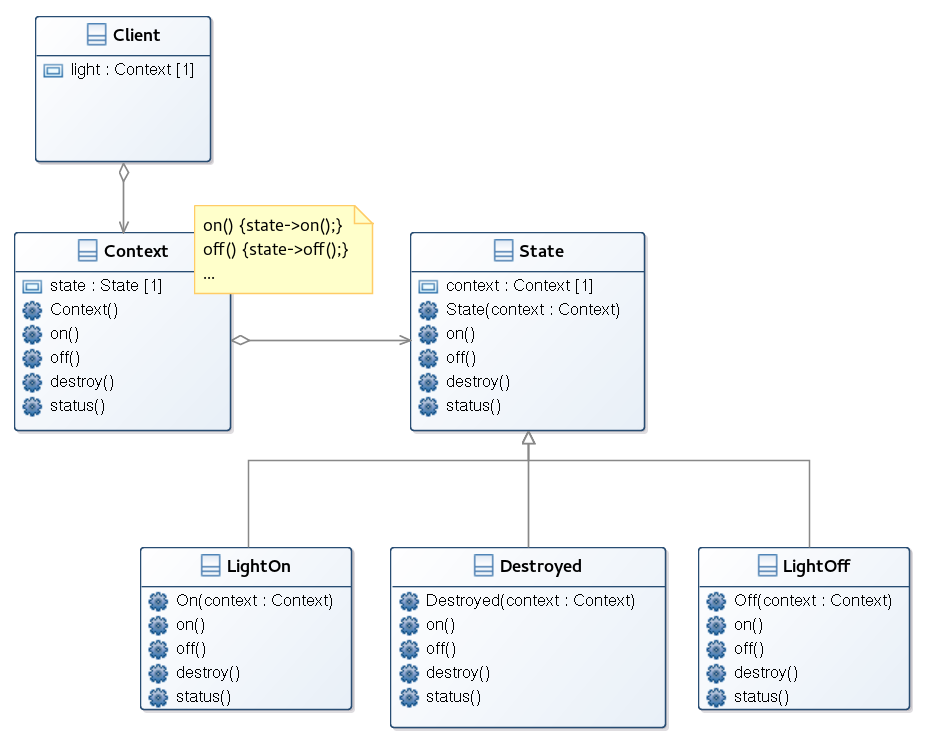 Client
light : Context [1]
on() {state->on();}
off() {state->off();}
...
Context
state : State [1]
Context()
on()
off()
destroy()
status()
State
context : Context [1]
State(context : Context)
on()
off()
destroy()
status()
LightOn
On(context : Context)
on()
off()
destroy()
status()
Destroyed
Destroyed(context : Context)
on()
off()
destroy()
status()
LightOff
Off(context : Context)
on()
off()
destroy()
status()